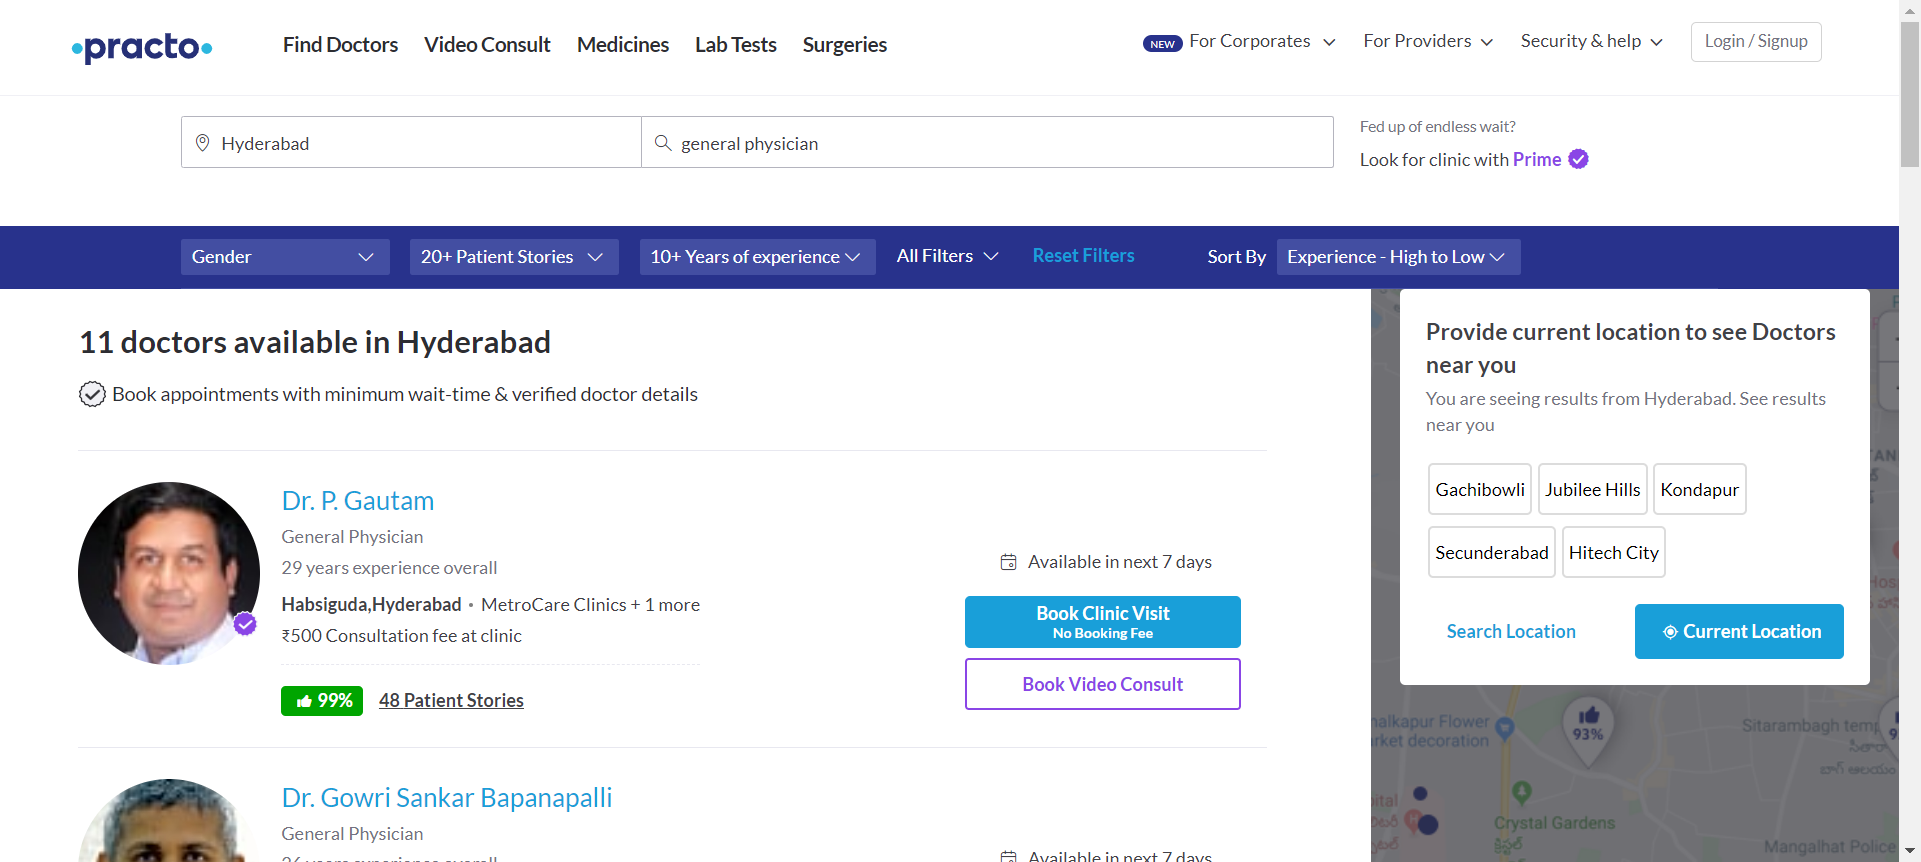 practo
Find Doctors
Video Consult
Medicines
Lab Tests
Surgeries
NEW For Corporates
For Providers
Security & help
Login / Signup
Hyderabad
general physician
Fed up of endless wait?
Look for clinic with Prime
Gender
20+ Patient Stories
10+ Years of experience
All Filters
Reset Filters
Sort By
Experience - High to Low
11 doctors available in Hyderabad
Book appointments with minimum wait-time & verified doctor details
Dr. P. Gautam
General Physician
29 years experience overall
Habsiguda,Hyderabad • MetroCare Clinics + 1 more
₹500 Consultation fee at clinic
99%
48 Patient Stories
Available in next 7 days
Book Clinic Visit
No Booking Fee
Book Video Consult
Dr. Gowri Sankar Bapanapalli
General Physician
26 years experience overall
Available in next 7 days
Provide current location to see Doctors
near you
You are seeing results from Hyderabad. See results
near you
Gachibowli
Jubilee Hills
Kondapur
Secunderabad
Hitech City
Search Location
Current Location
93%
Crystal Gardens
Mangalhat Police